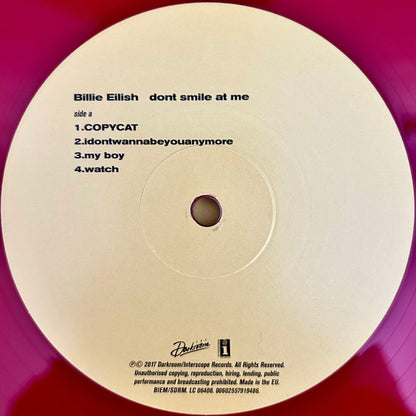 Billie Eilish dont smile at me
side a
1.COPYCAT
2.idontwannabeyouanymore
3.my boy
4.watch
Darkroom i
℗© 2017 Darkroom/Interscope Records. All Rights Reserved.
Unauthorised copying, reproduction, hiring, lending, public
performance and broadcasting prohibited. Made in the EU.
BIEM/SDRM. LC 06406. 00602557919486.